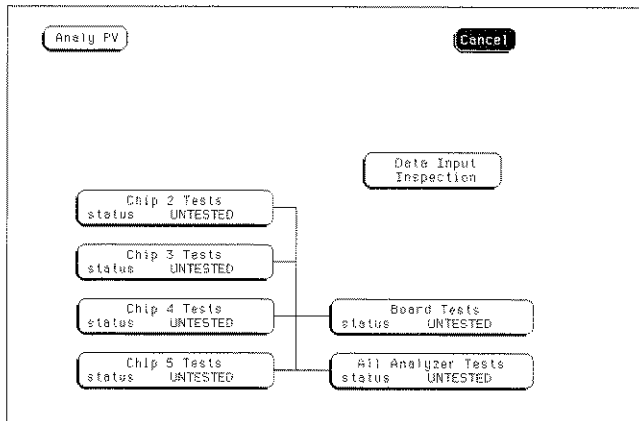 Analy PV
Cancel
Data Input
Inspection
Chip 2 Tests
status UNTESTED
Chip 3 Tests
status UNTESTED
Chip 4 Tests
status UNTESTED
Board Tests
status UNTESTED
Chip 5 Tests
status UNTESTED
All Analyzer Tests
status UNTESTED